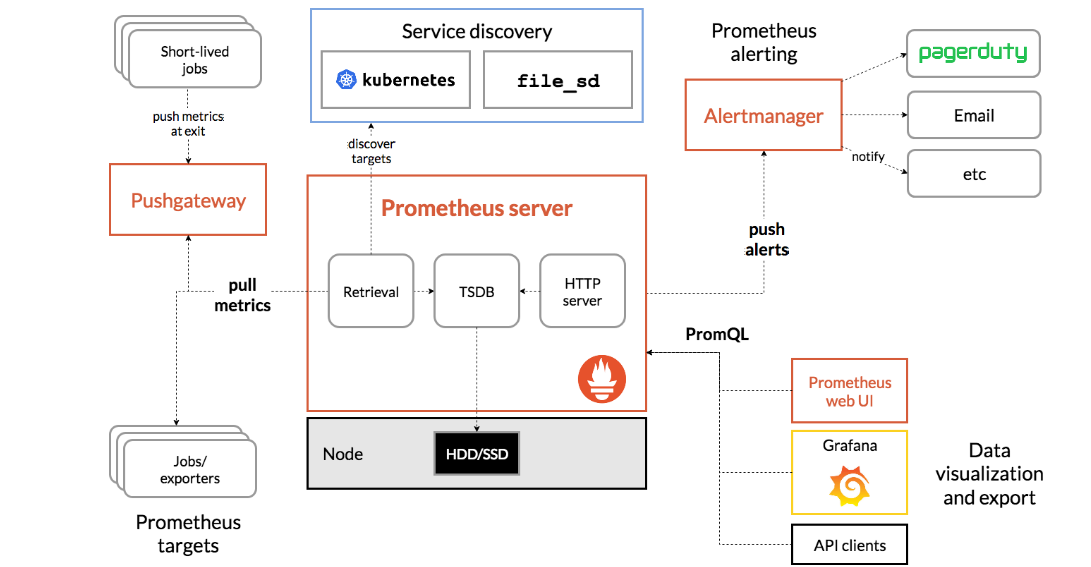 Short-lived
jobs
push metrics
at exit
Pushgateway
Service discovery
kubernetes
file_sd
discover
targets
Prometheus
alerting
Alertmanager
pagerduty
Email
notify
etc
Prometheus server
Retrieval
TSDB
HTTP
server
pull
metrics
push
alerts
Node
HDD/SSD
Jobs/
exporters
Prometheus
targets
PromQL
Prometheus
web UI
Grafana
API clients
Data
visualization
and export